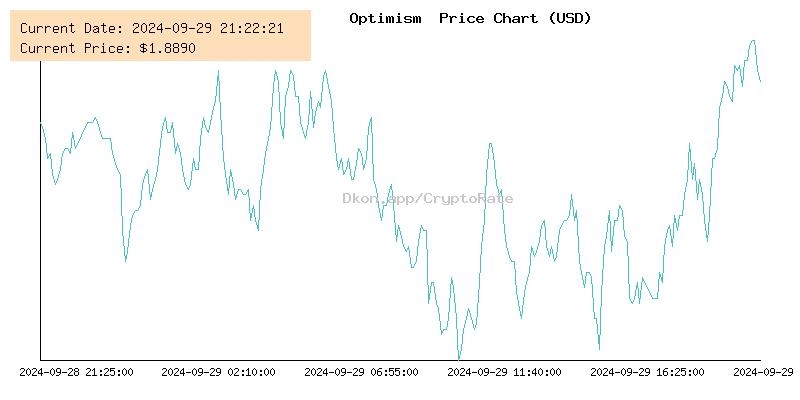 Optimism Price Chart (USD)
Current Date: 2024-09-29 21:22:21
Current Price: $1.8890
Dkon.app/CryptoRate
2024-09-28 21:25:00 2024-09-29 02:10:00 2024-09-29 06:55:00 2024-09-29 11:40:00 2024-09-29 16:25:00 2024-09-29